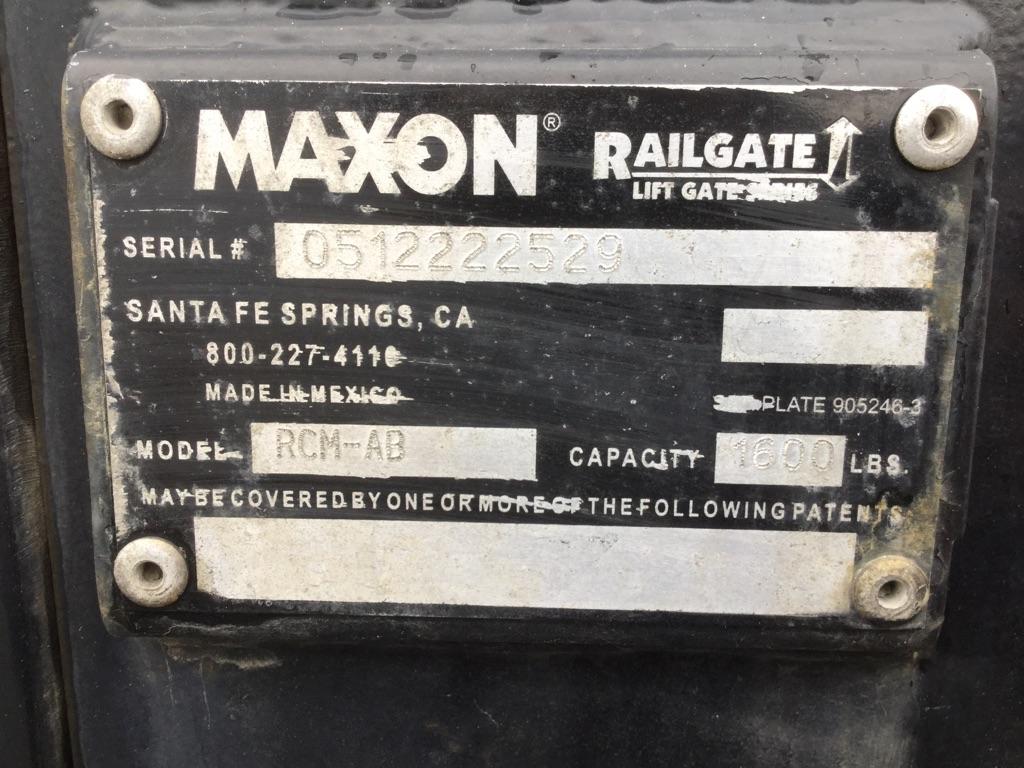 MAXON® RAILGATE
LIFT GATE SERIES
SERIAL # 0512222529
SANTA FE SPRINGS, CA
800-227-4116
MADE IN MEXICO
PLATE 905246-3
MODEL RCM-AB CAPACITY 1600 LBS.
MAY BE COVERED BY ONE OR MORE OF THE FOLLOWING PATENTS